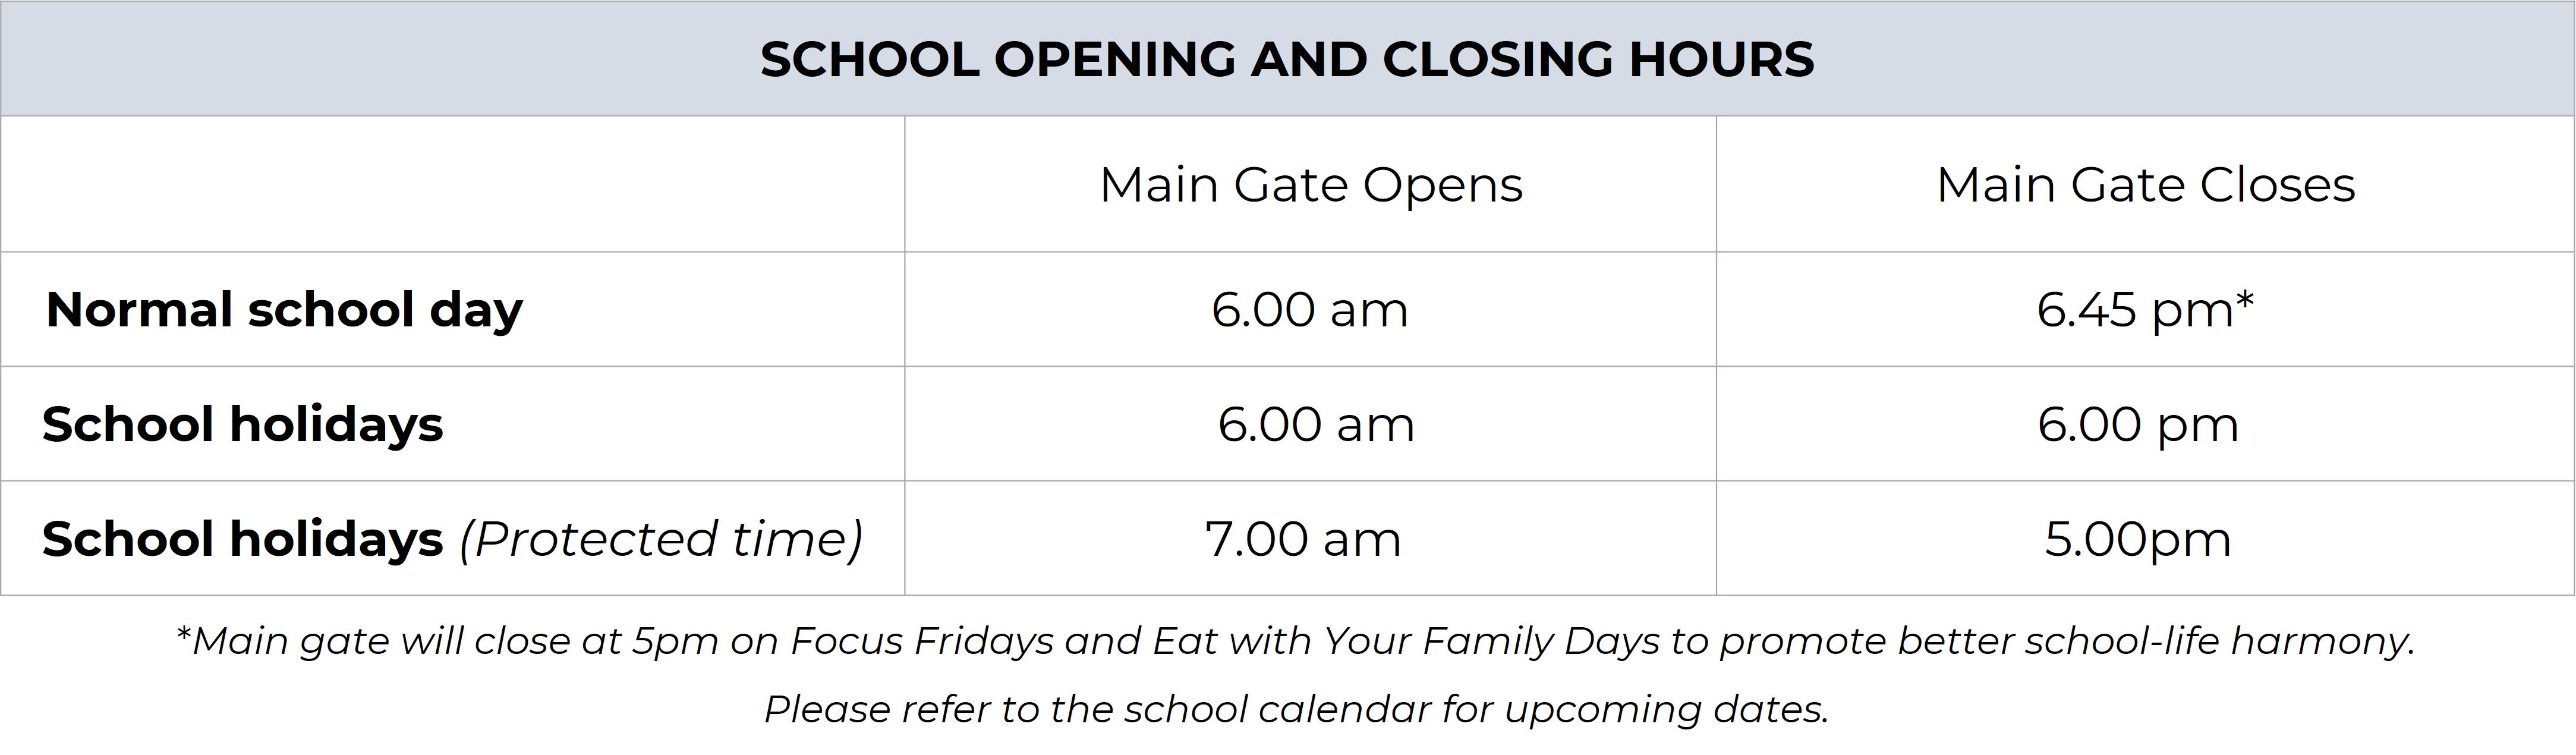 SCHOOL OPENING AND CLOSING HOURS
Main Gate Opens Main Gate Closes
Normal school day 6.00 am 6.45 pm*
School holidays 6.00 am 6.00 pm
School holidays (Protected time) 7.00 am 5.00pm
*Main gate will close at 5pm on Focus Fridays and Eat with Your Family Days to promote better school-life harmony.
Please refer to the school calendar for upcoming dates.